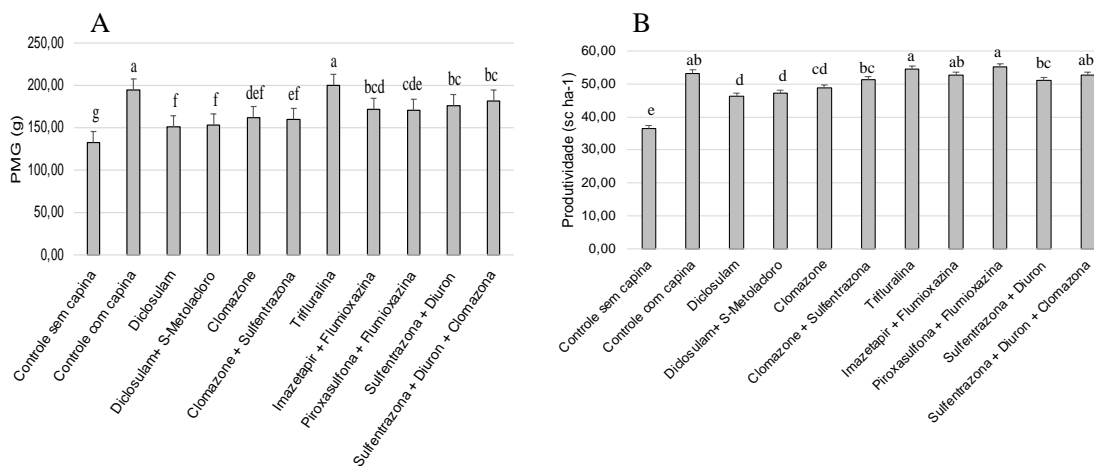 A
250,00
200,00
150,00
100,00
50,00
0,00
PMG (g)
g
a
f
f
def
ef
a
bcd
cde
bc
bc
Controle sem capina
Controle com capina
Diclosulam
Diclosulam+ S-Metolacloro
Clomazone
Clomazone + Sulfentrazona
Trifluralina
Imazetapir + Flumioxazina
Piroxasulfona + Flumioxazina
Sulfentrazona + Diuron
Sulfentrazona + Diuron + Clomazona
B
60,00
50,00
40,00
30,00
20,00
10,00
0,00
Produtividade (sc ha-1)
e
ab
d
d
cd
bc
a
ab
a
bc
ab
Controle sem capina
Controle com capina
Diclosulam
Diclosulam+ S-Metolacloro
Clomazone
Clomazone + Sulfentrazona
Trifluralina
Imazetapir + Flumioxazina
Piroxasulfona + Flumioxazina
Sulfentrazona + Diuron
Sulfentrazona + Diuron + Clomazona